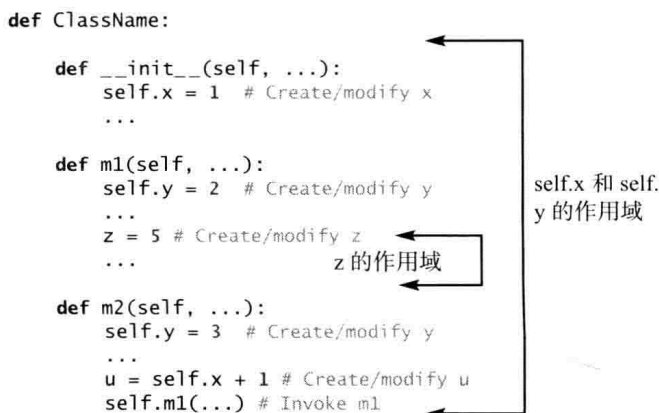 def ClassName:
def __init__(self, ...):
self.x = 1 # Create/modify x
...
def m1(self, ...):
self.y = 2 # Create/modify y
...
z = 5 # Create/modify z
...
z 的作用域
def m2(self, ...):
self.y = 3 # Create/modify y
...
u = self.x + 1 # Create/modify u
self.m1(...) # Invoke m1
self.x 和 self.
y 的作用域